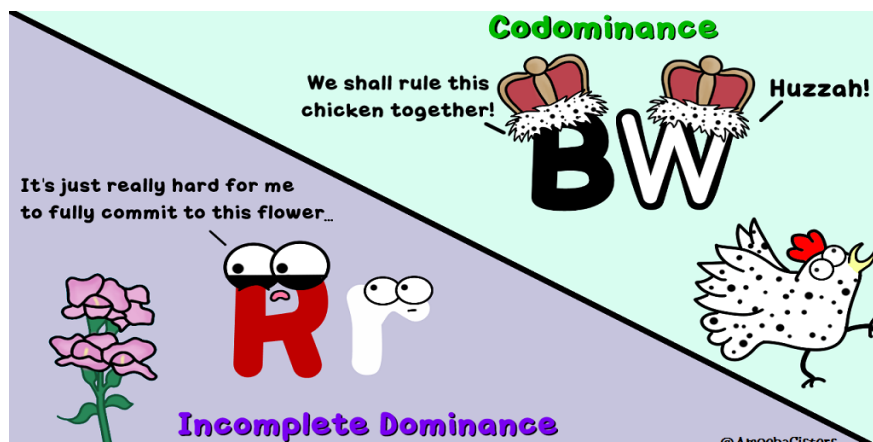 Codominance
We shall rule this
chicken together!
Huzzah!
BW
It's just really hard for me
to fully commit to this flower...
Rr
Incomplete Dominance
@AmoebaSisters